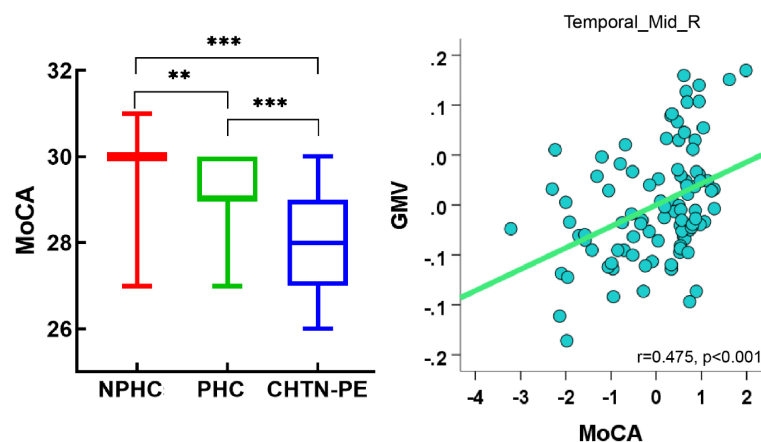 ***
**
***
32
30
28
26
MoCA
NPHC
PHC
CHTN-PE
Temporal_Mid_R
.2
.1
.0
.0
-.1
-.1
-.2
GMV
r=0.475, p<0.001
-4
-3
-2
-1
0
1
2
MoCA